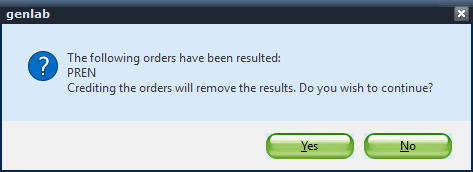 genlab
The following orders have been resulted:
PREN
Crediting the orders will remove the results. Do you wish to continue?
Yes No